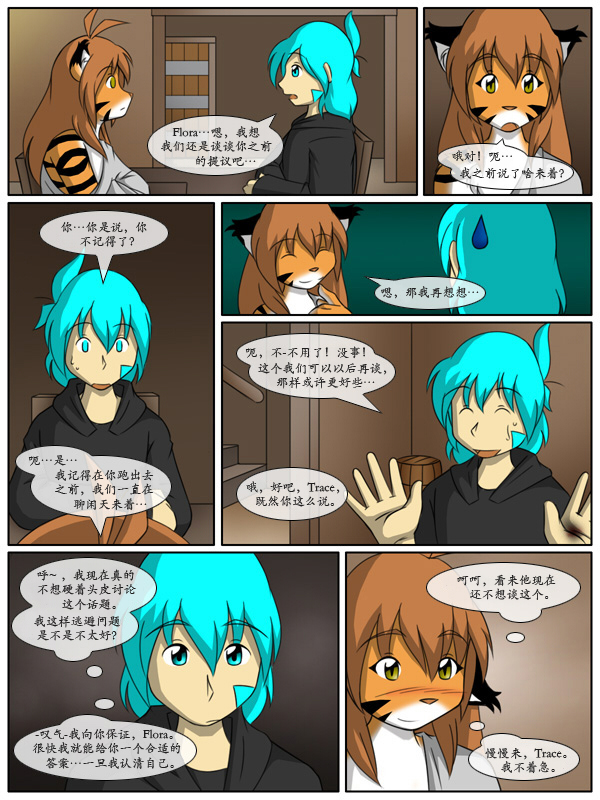 Flora⋯嗯，我想
我们还是谈谈你之前
的提议吧⋯
哦对！呃⋯
我之前说了啥来着？
你⋯你是说，你
不记得了？
嗯，那我再想想⋯
呃⋯是⋯
我记得在你跑出去
之前，我们一直在
聊闲天来着⋯
呃，不-不用了！没事！
这个我们可以以后再谈，
那样或许更好些⋯
哦，好吧，Trace，
既然你这么说。
呼~ ，我现在真的
不想硬着头皮讨论
这个话题。
我这样逃避问题
是不是不太好？
-叹气-我向你保证，Flora。
很快我就能给你一个合适的
答案⋯一旦我认清自己。
呵呵，看来他现在
还不想谈这个。
慢慢来，Trace。
我不着急。